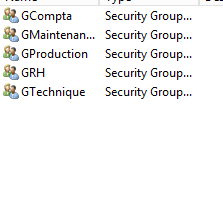 GCompta Security Group...
GMaintenan... Security Group...
GProduction Security Group...
GRH Security Group...
GTechnique Security Group...